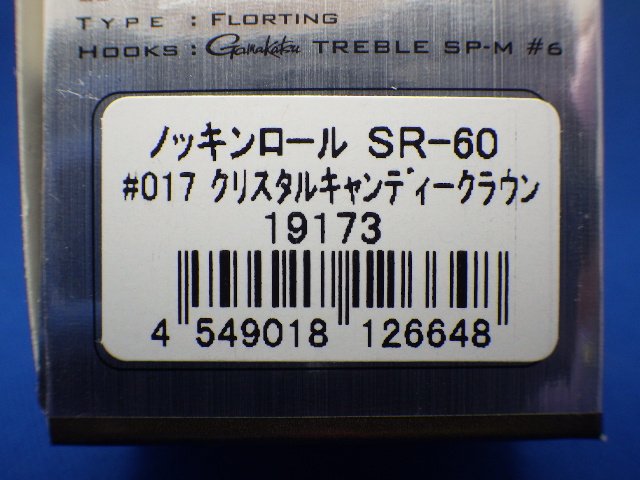 TYPE : FLORTING
HOOKS : Gamakatsu TREBLE SP-M #6
ノッキンロール SR-60
#017 クリスタルキャンディークラウン
19173
4 549018 126648